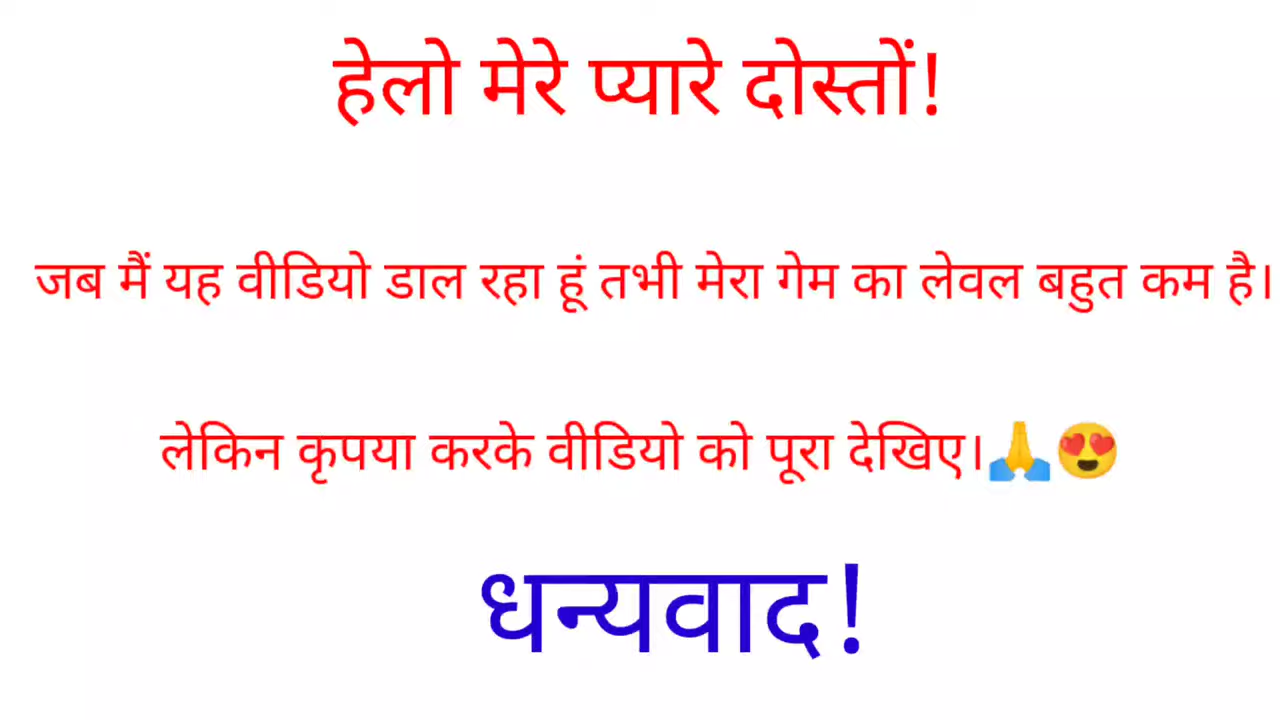 हेलो मेरे प्यारे दोस्तों!
जब मैं यह वीडियो डाल रहा हूं तभी मेरा गेम का लेवल बहुत कम है।
लेकिन कृपया करके वीडियो को पूरा देखिए।🙏😍
धन्यवाद!